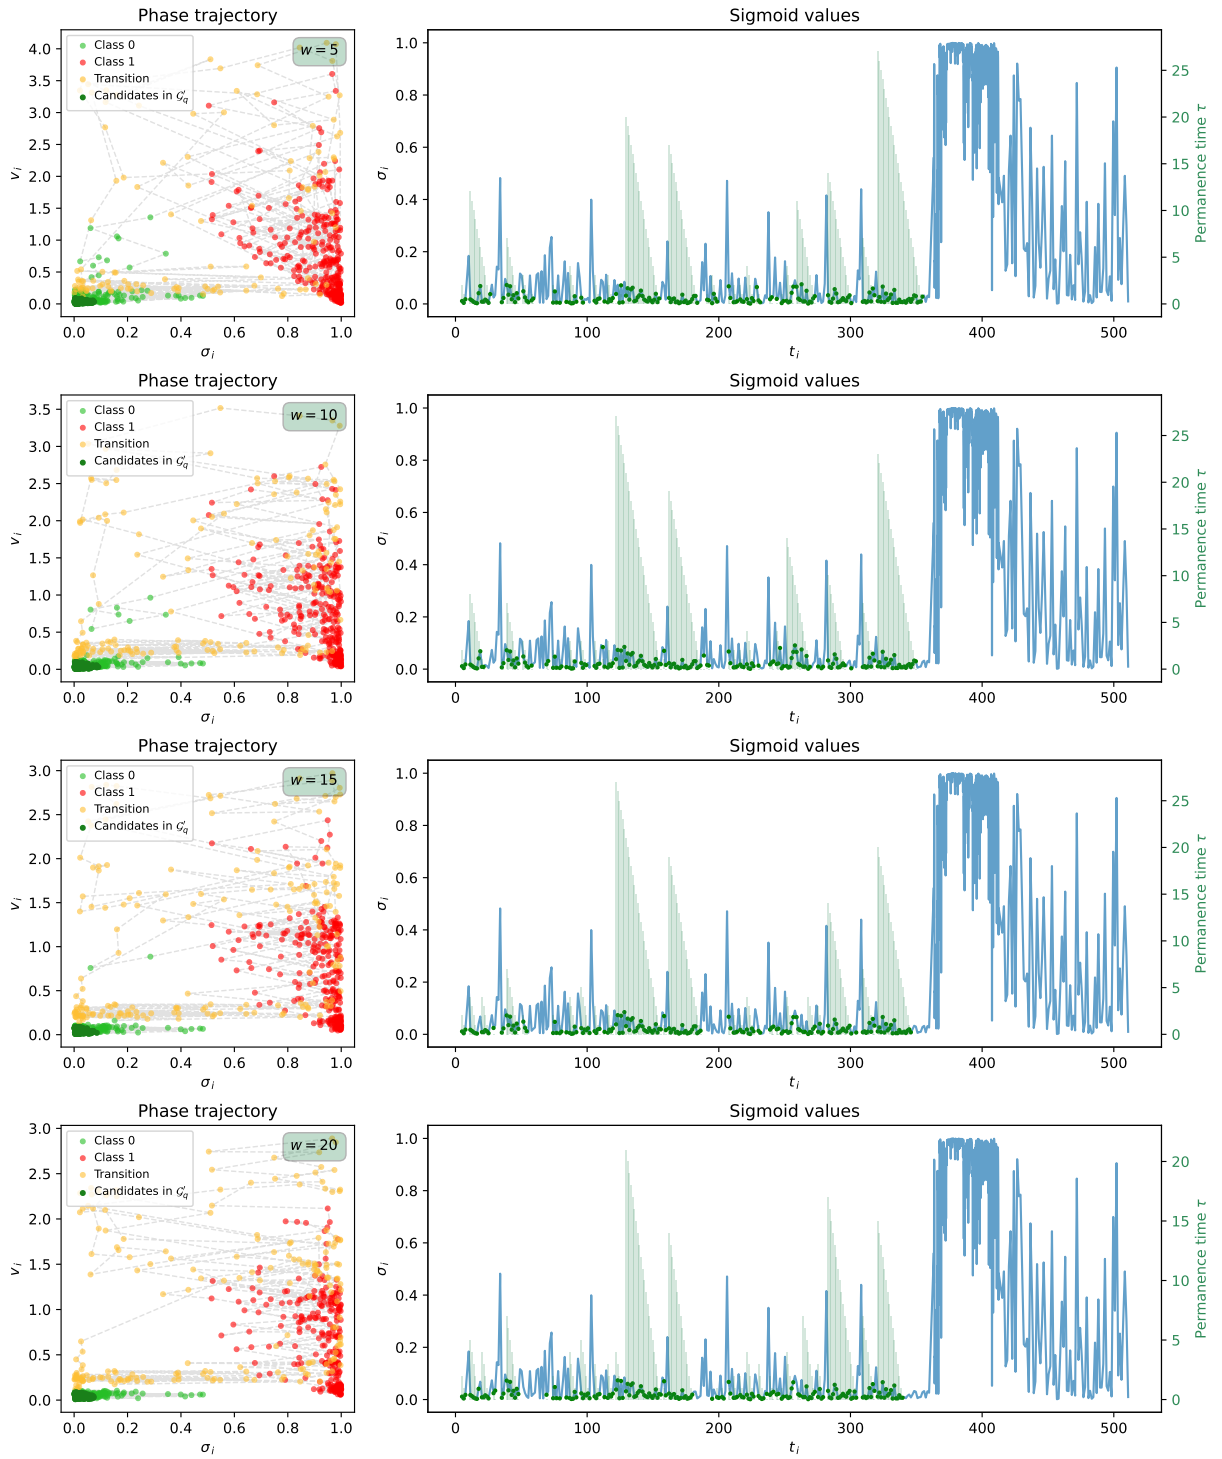 Phase trajectory
Sigmoid values
Class 0
Class 1
Transition
Candidates in 𝒢′q
w = 5
4.0
3.5
3.0
2.5
2.0
1.5
1.0
0.5
0.0
vi
0.0 0.2 0.4 0.6 0.8 1.0
σi
1.0
0.8
0.6
0.4
0.2
0.0
σi
0 100 200 300 400 500
ti
25
20
15
10
5
0
Permanence time τ
Phase trajectory
Sigmoid values
Class 0
Class 1
Transition
Candidates in 𝒢′q
w = 10
3.5
3.0
2.5
2.0
1.5
1.0
0.5
0.0
vi
0.0 0.2 0.4 0.6 0.8 1.0
σi
1.0
0.8
0.6
0.4
0.2
0.0
σi
0 100 200 300 400 500
ti
25
20
15
10
5
0
Permanence time τ
Phase trajectory
Sigmoid values
Class 0
Class 1
Transition
Candidates in 𝒢′q
w = 15
3.0
2.5
2.0
1.5
1.0
0.5
0.0
vi
0.0 0.2 0.4 0.6 0.8 1.0
σi
1.0
0.8
0.6
0.4
0.2
0.0
σi
0 100 200 300 400 500
ti
25
20
15
10
5
0
Permanence time τ
Phase trajectory
Sigmoid values
Class 0
Class 1
Transition
Candidates in 𝒢′q
w = 20
3.0
2.5
2.0
1.5
1.0
0.5
0.0
vi
0.0 0.2 0.4 0.6 0.8 1.0
σi
1.0
0.8
0.6
0.4
0.2
0.0
σi
0 100 200 300 400 500
ti
20
15
10
5
0
Permanence time τ